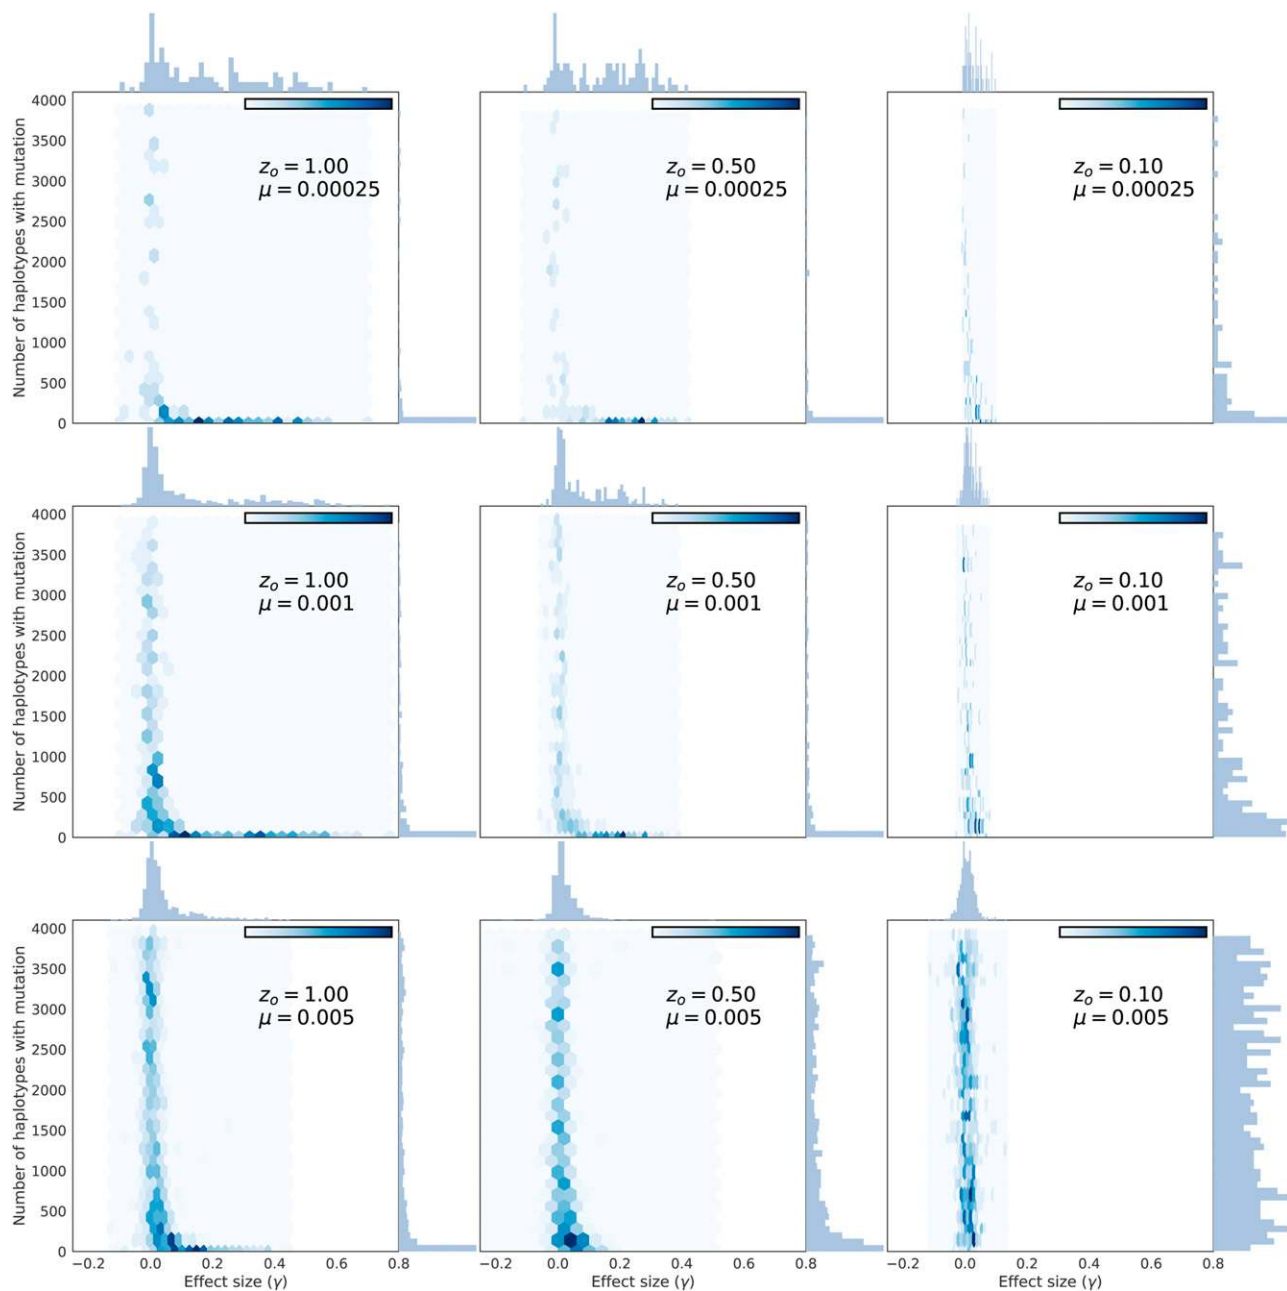 4000
3500
3000
2500
2000
1500
1000
500
0
Number of haplotypes with mutation
z_o = 1.00
μ = 0.00025
z_o = 0.50
μ = 0.00025
z_o = 0.10
μ = 0.00025
4000
3500
3000
2500
2000
1500
1000
500
0
Number of haplotypes with mutation
z_o = 1.00
μ = 0.001
z_o = 0.50
μ = 0.001
z_o = 0.10
μ = 0.001
4000
3500
3000
2500
2000
1500
1000
500
0
Number of haplotypes with mutation
z_o = 1.00
μ = 0.005
z_o = 0.50
μ = 0.005
z_o = 0.10
μ = 0.005
−0.2 0.0 0.2 0.4 0.6 0.8
Effect size (γ)
−0.2 0.0 0.2 0.4 0.6 0.8
Effect size (γ)
−0.2 0.0 0.2 0.4 0.6 0.8
Effect size (γ)